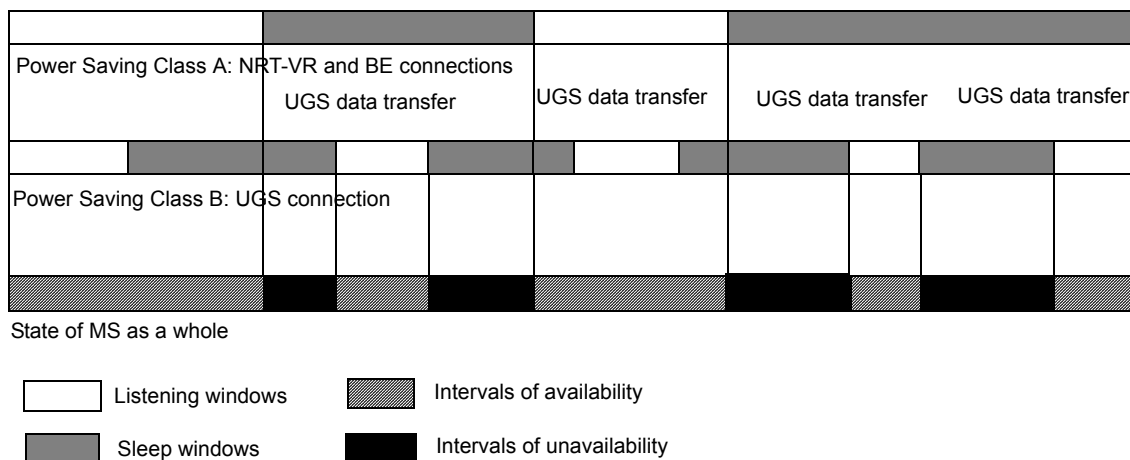 Power Saving Class A: NRT-VR and BE connections
UGS data transfer
UGS data transfer
UGS data transfer
UGS data transfer
Power Saving Class B: UGS connection
State of MS as a whole
Listening windows
Intervals of availability
Sleep windows
Intervals of unavailability